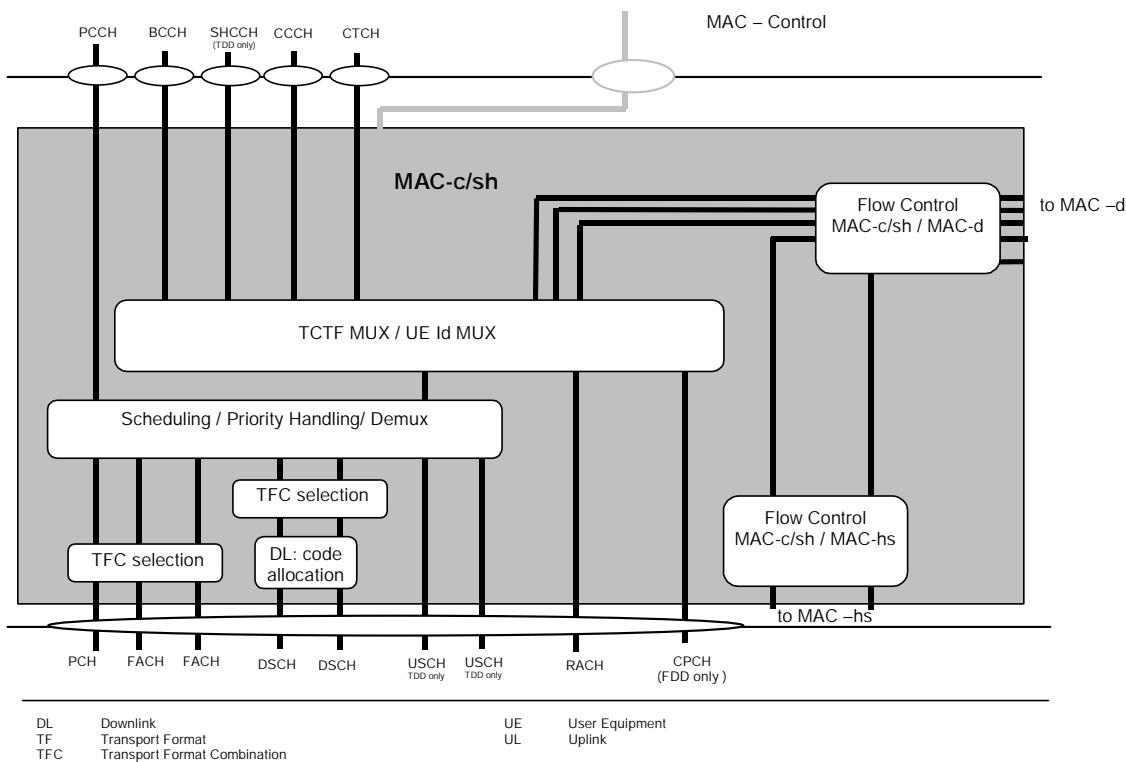 MAC – Control
PCCH
BCCH
SHCCH
(TDD only)
CCCH
CTCH
MAC-c/sh
Flow Control
MAC-c/sh / MAC-d
to MAC –d
TCTF MUX / UE Id MUX
Scheduling / Priority Handling/ Demux
TFC selection
TFC selection
DL: code
allocation
Flow Control
MAC-c/sh / MAC-hs
to MAC –hs
PCH
FACH
FACH
DSCH
DSCH
USCH
TDD only
USCH
TDD only
RACH
CPCH
(FDD only )
DL Downlink
TF Transport Format
TFC Transport Format Combination
UE User Equipment
UL Uplink